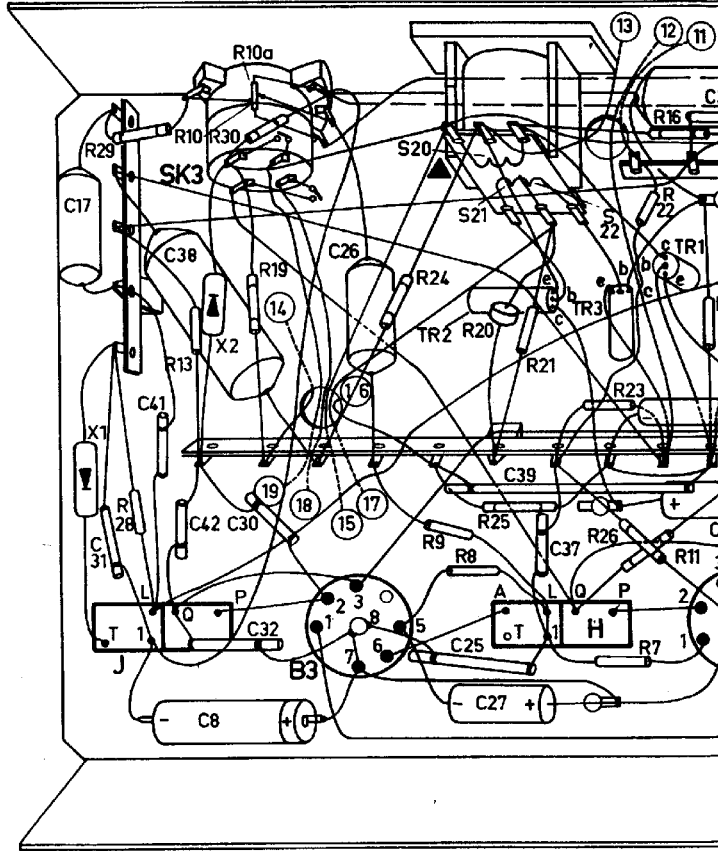 13
12
11
R10a
C
R16
R10
R30
R29
S20
SK3
C17
S21
S
22
R
22
TR1
c
b
e
C38
C26
R24
R19
14
e
b
c
TR3
e
b
c
R20
TR2
X2
R13
R21
16
R23
C41
X1
19
18
15
17
C39
+
R
28
C42
C30
R25
R9
C37
R26
C
31
R8
R11
L
Q
P
2
3
8
1
5
7
6
A
L
Q
P
H
T
1
2
1
T
1
J
C32
B3
C25
R7
-
C8
+
-
C27
+